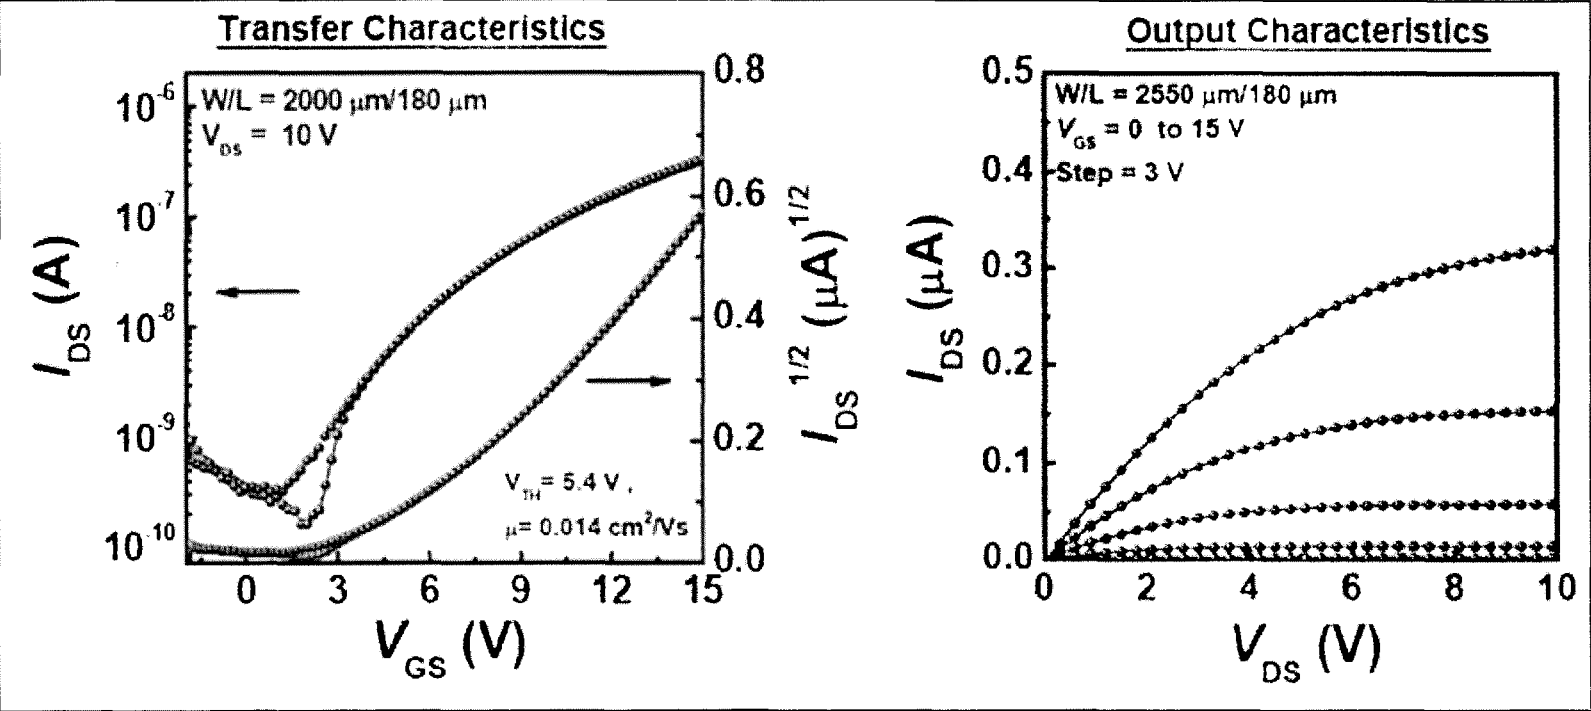 Transfer Characteristics
W/L = 2000 μm/180 μm
V_DS = 10 V
10^-6
10^-7
10^-8
10^-9
10^-10
I_DS (A)
0.8
0.6
0.4
0.2
0.0
I_DS^1/2 (μA)^1/2
V_TH = 5.4 V ,
μ= 0.014 cm^2/Vs
0 3 6 9 12 15
V_GS (V)
Output Characteristics
W/L = 2550 μm/180 μm
V_GS = 0 to 15 V
Step = 3 V
0.5
0.4
0.3
0.2
0.1
0.0
I_DS (μA)
0 2 4 6 8 10
V_DS (V)